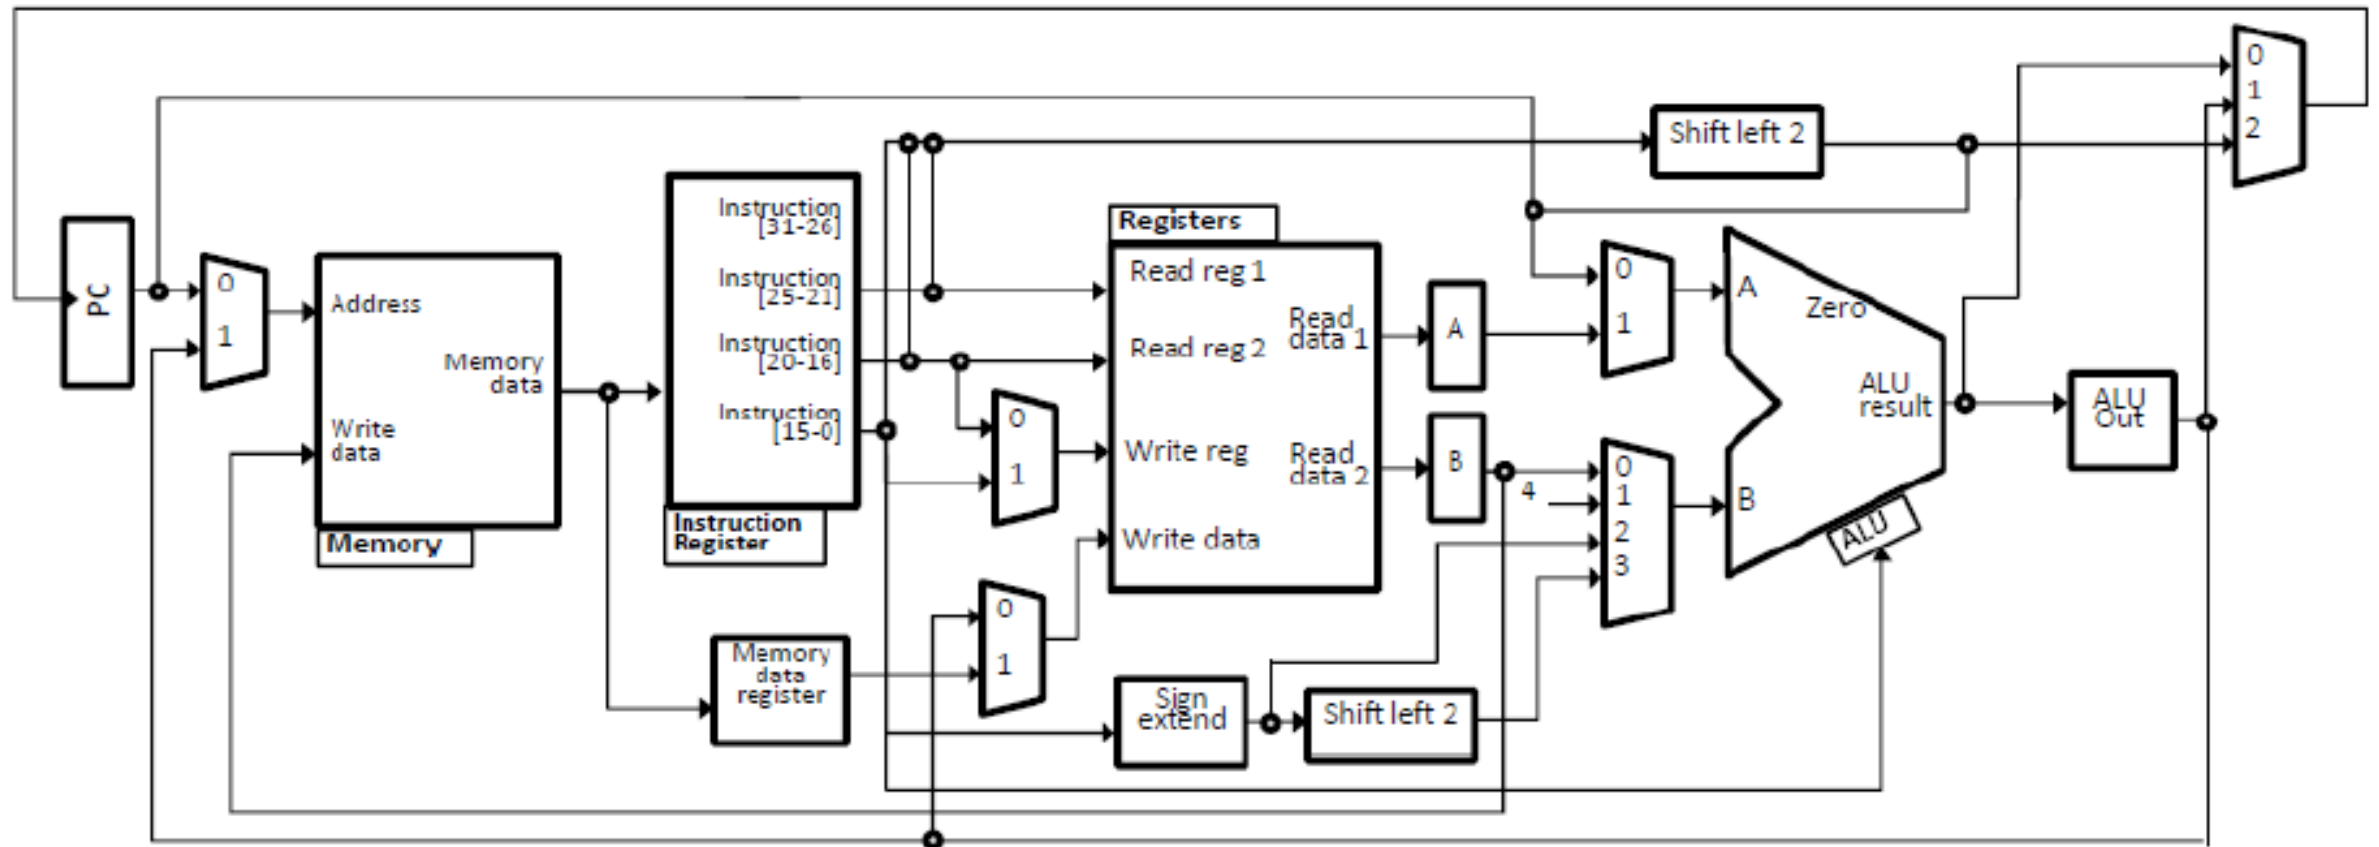 PC
0
1
Address
Memory
data
Write
data
Memory
Instruction
[31-26]
Instruction
[25-21]
Instruction
[20-16]
Instruction
[15-0]
Instruction
Register
Memory
data
register
0
1
0
1
Registers
Read reg 1
Read reg 2
Write reg
Write data
Read
data 1
Read
data 2
Sign
extend
Shift left 2
A
B
4
0
1
0
1
2
3
Shift left 2
A
B
Zero
ALU
result
ALU
ALU
Out
0
1
2